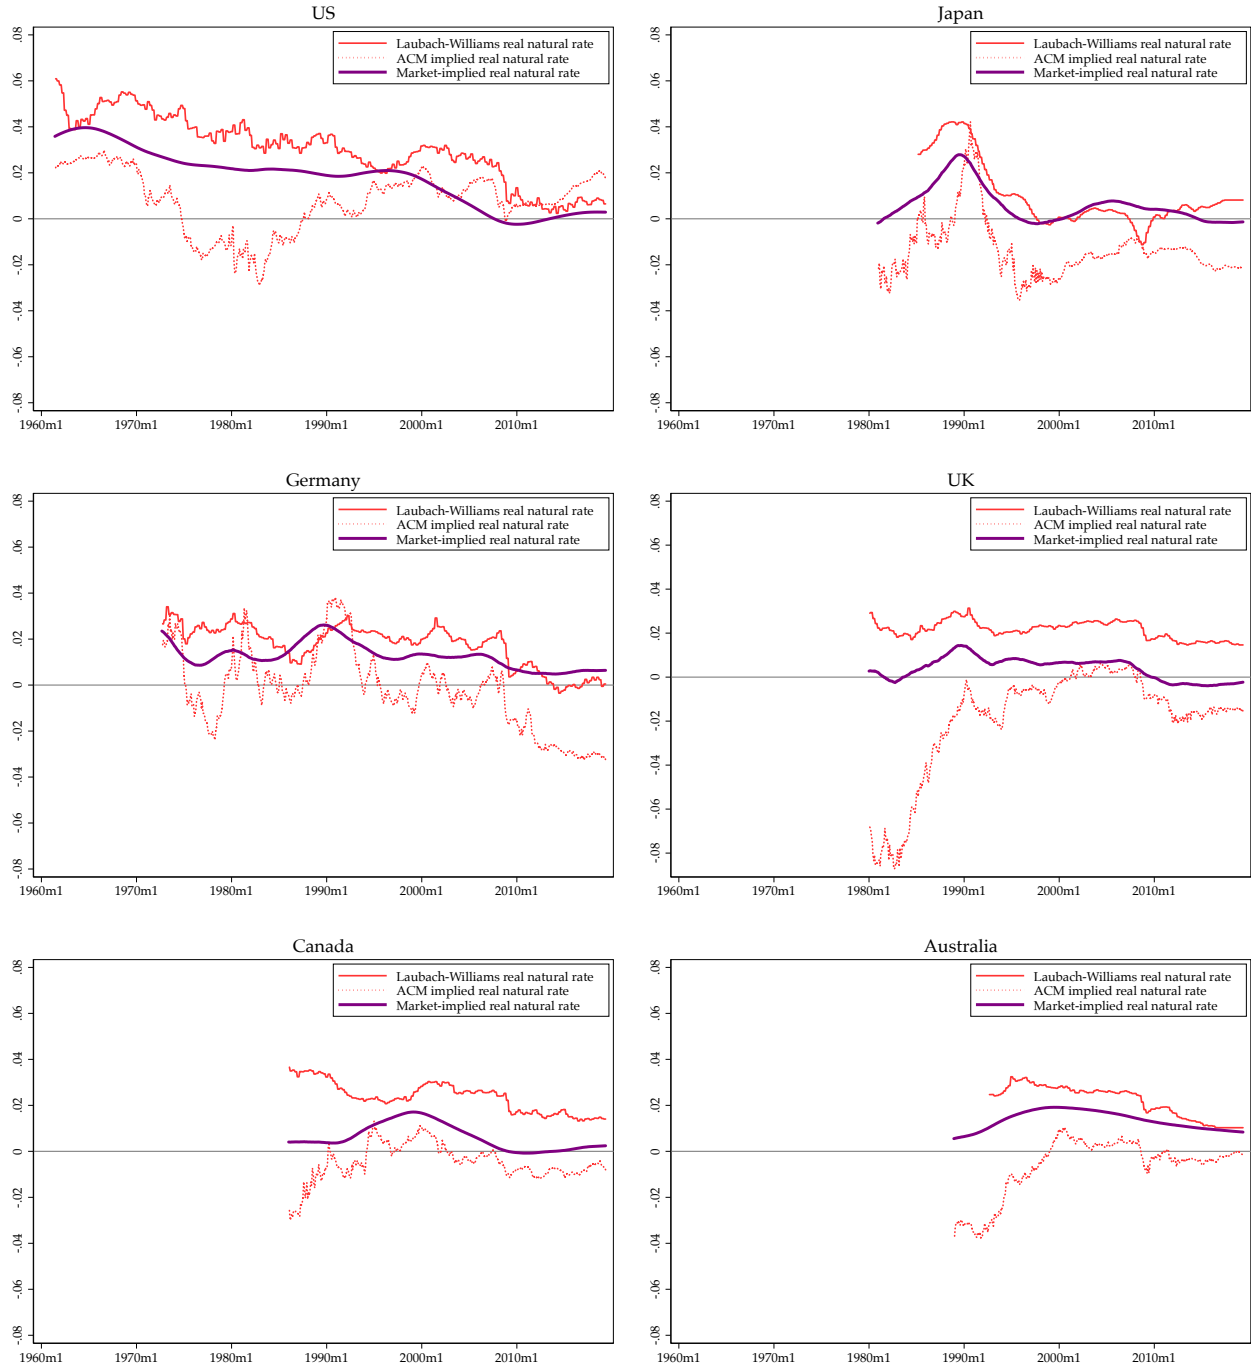 US
Laubach-Williams real natural rate
ACM implied real natural rate
Market-implied real natural rate
.08
.06
.04
.02
0
-.02
-.04
-.06
-.08
1960m1 1970m1 1980m1 1990m1 2000m1 2010m1
Japan
Laubach-Williams real natural rate
ACM implied real natural rate
Market-implied real natural rate
.08
.06
.04
.02
0
-.02
-.04
-.06
-.08
1960m1 1970m1 1980m1 1990m1 2000m1 2010m1
Germany
Laubach-Williams real natural rate
ACM implied real natural rate
Market-implied real natural rate
.08
.06
.04
.02
0
-.02
-.04
-.06
-.08
1960m1 1970m1 1980m1 1990m1 2000m1 2010m1
UK
Laubach-Williams real natural rate
ACM implied real natural rate
Market-implied real natural rate
.08
.06
.04
.02
0
-.02
-.04
-.06
-.08
1960m1 1970m1 1980m1 1990m1 2000m1 2010m1
Canada
Laubach-Williams real natural rate
ACM implied real natural rate
Market-implied real natural rate
.08
.06
.04
.02
0
-.02
-.04
-.06
-.08
1960m1 1970m1 1980m1 1990m1 2000m1 2010m1
Australia
Laubach-Williams real natural rate
ACM implied real natural rate
Market-implied real natural rate
.08
.06
.04
.02
0
-.02
-.04
-.06
-.08
1960m1 1970m1 1980m1 1990m1 2000m1 2010m1